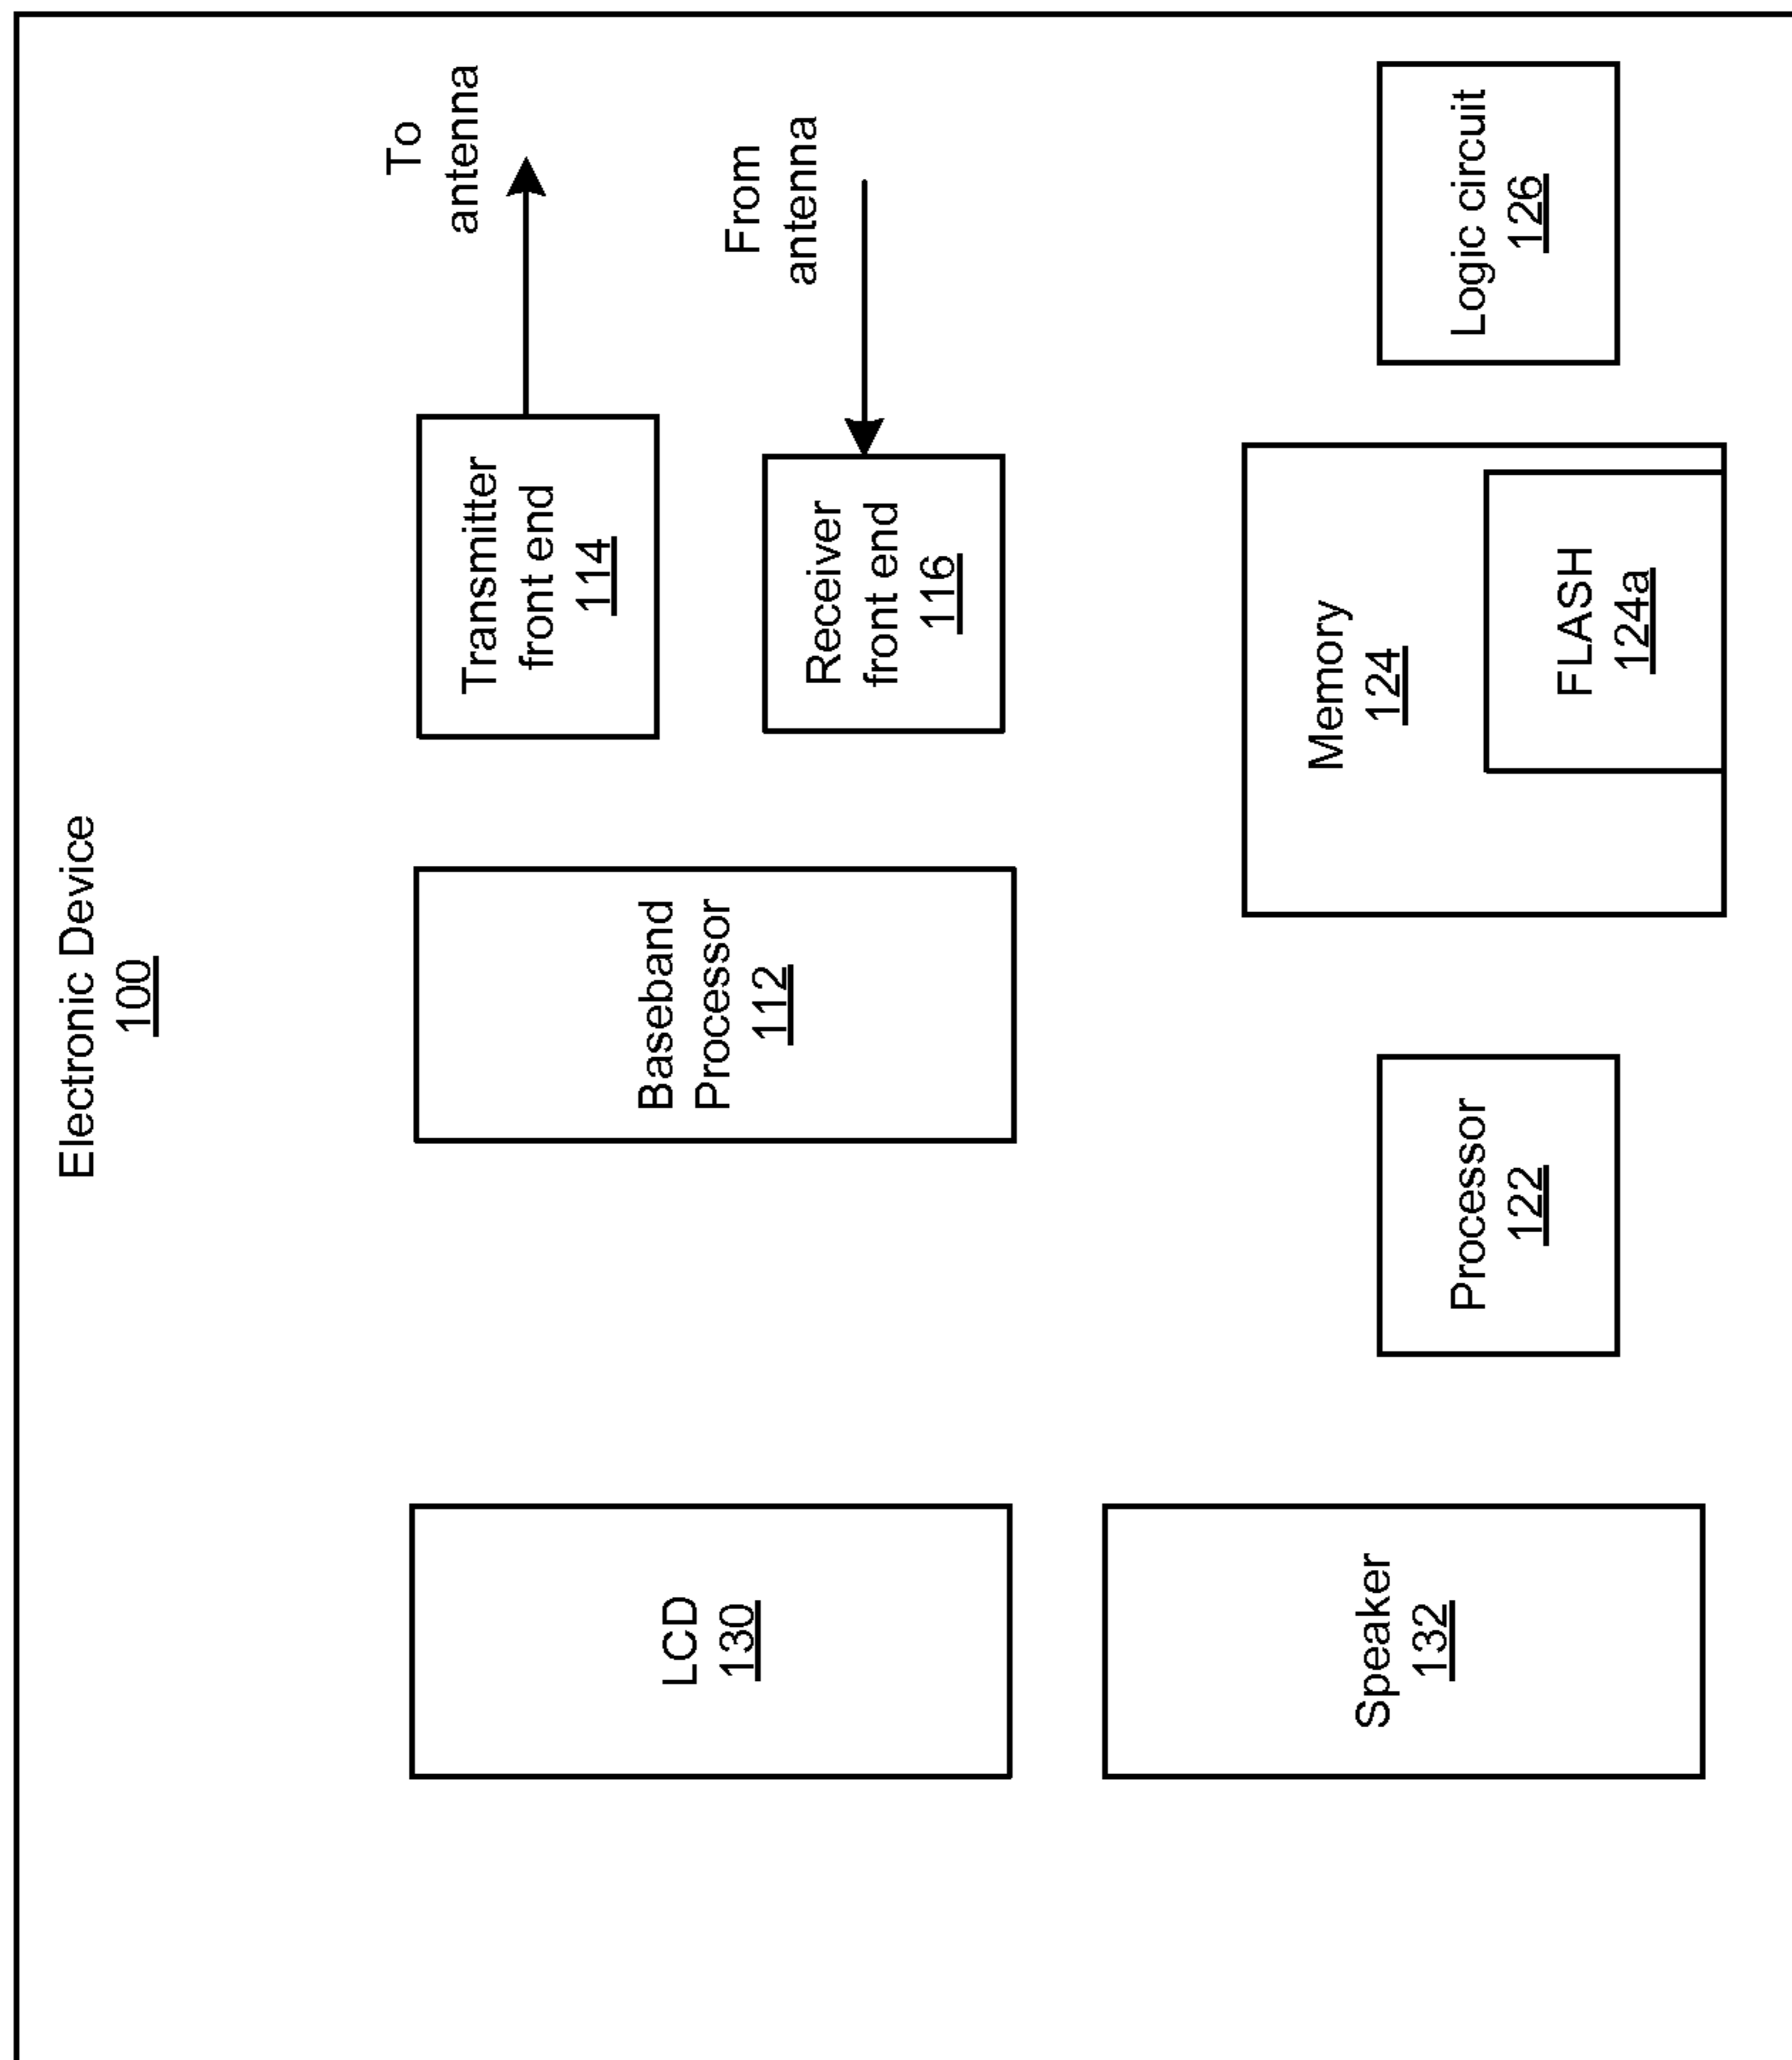 Electronic Device
100
To
antenna
From
antenna
Transmitter
front end
114
Receiver
front end
116
Baseband
Processor
112
LCD
130
Speaker
132
Processor
122
Memory
124
FLASH
124a
Logic circuit
126